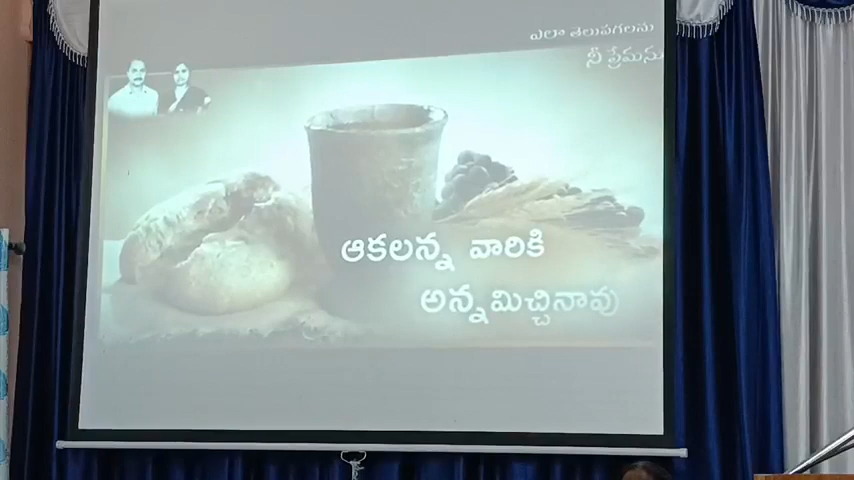 ఎలా తెలుపగలను
నీ ప్రేమను
ఆకలన్న వారికి
అన్నమిచ్చినావు